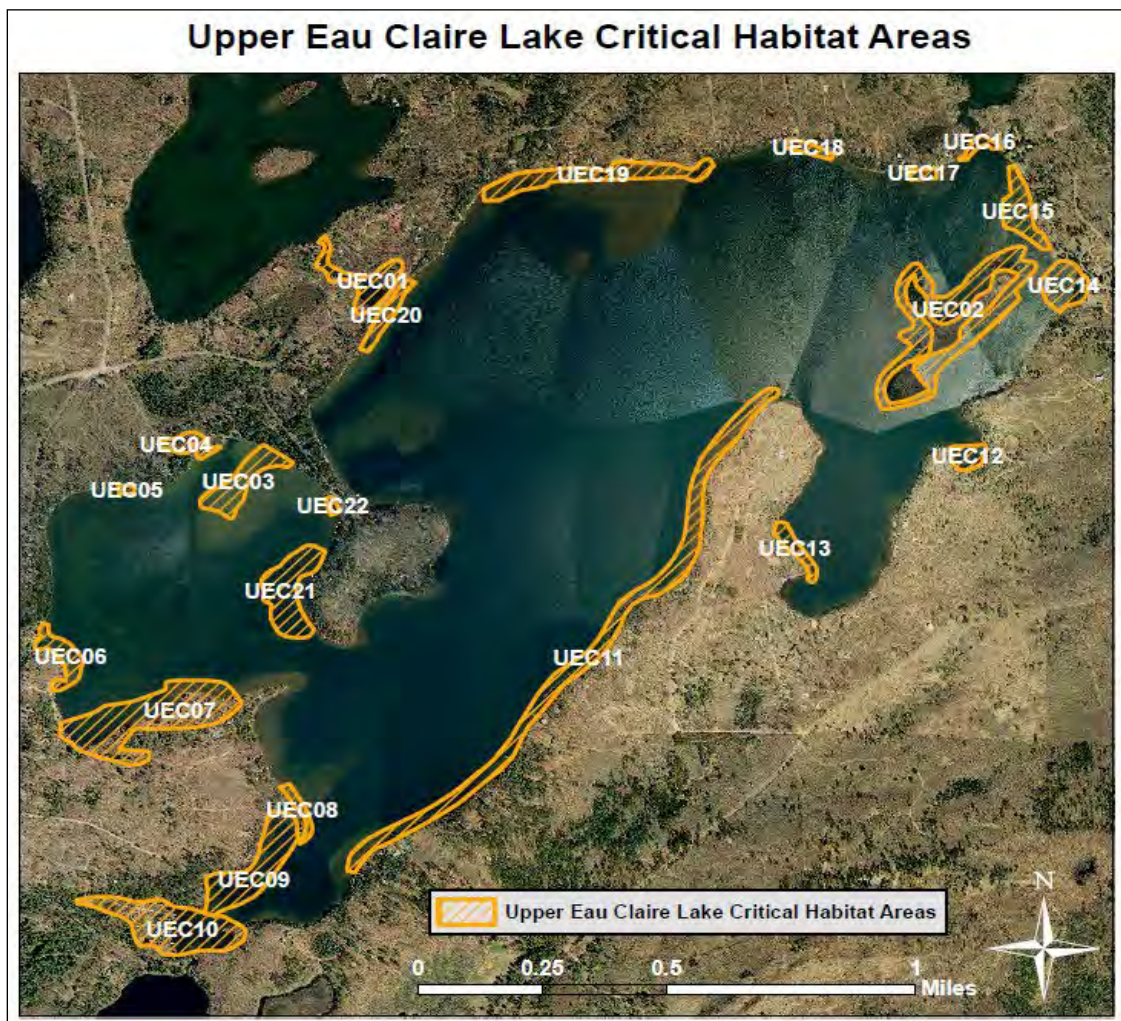 Upper Eau Claire Lake Critical Habitat Areas
UEC18
UEC16
UEC19
UEC17
UEC15
UEC01
UEC14
UEC20
UEC02
UEC04
UEC12
UEC03
UEC05
UEC22
UEC13
UEC21
UEC06
UEC11
UEC07
UEC08
UEC09
UEC10
Upper Eau Claire Lake Critical Habitat Areas
N
0 0.25 0.5 1
Miles